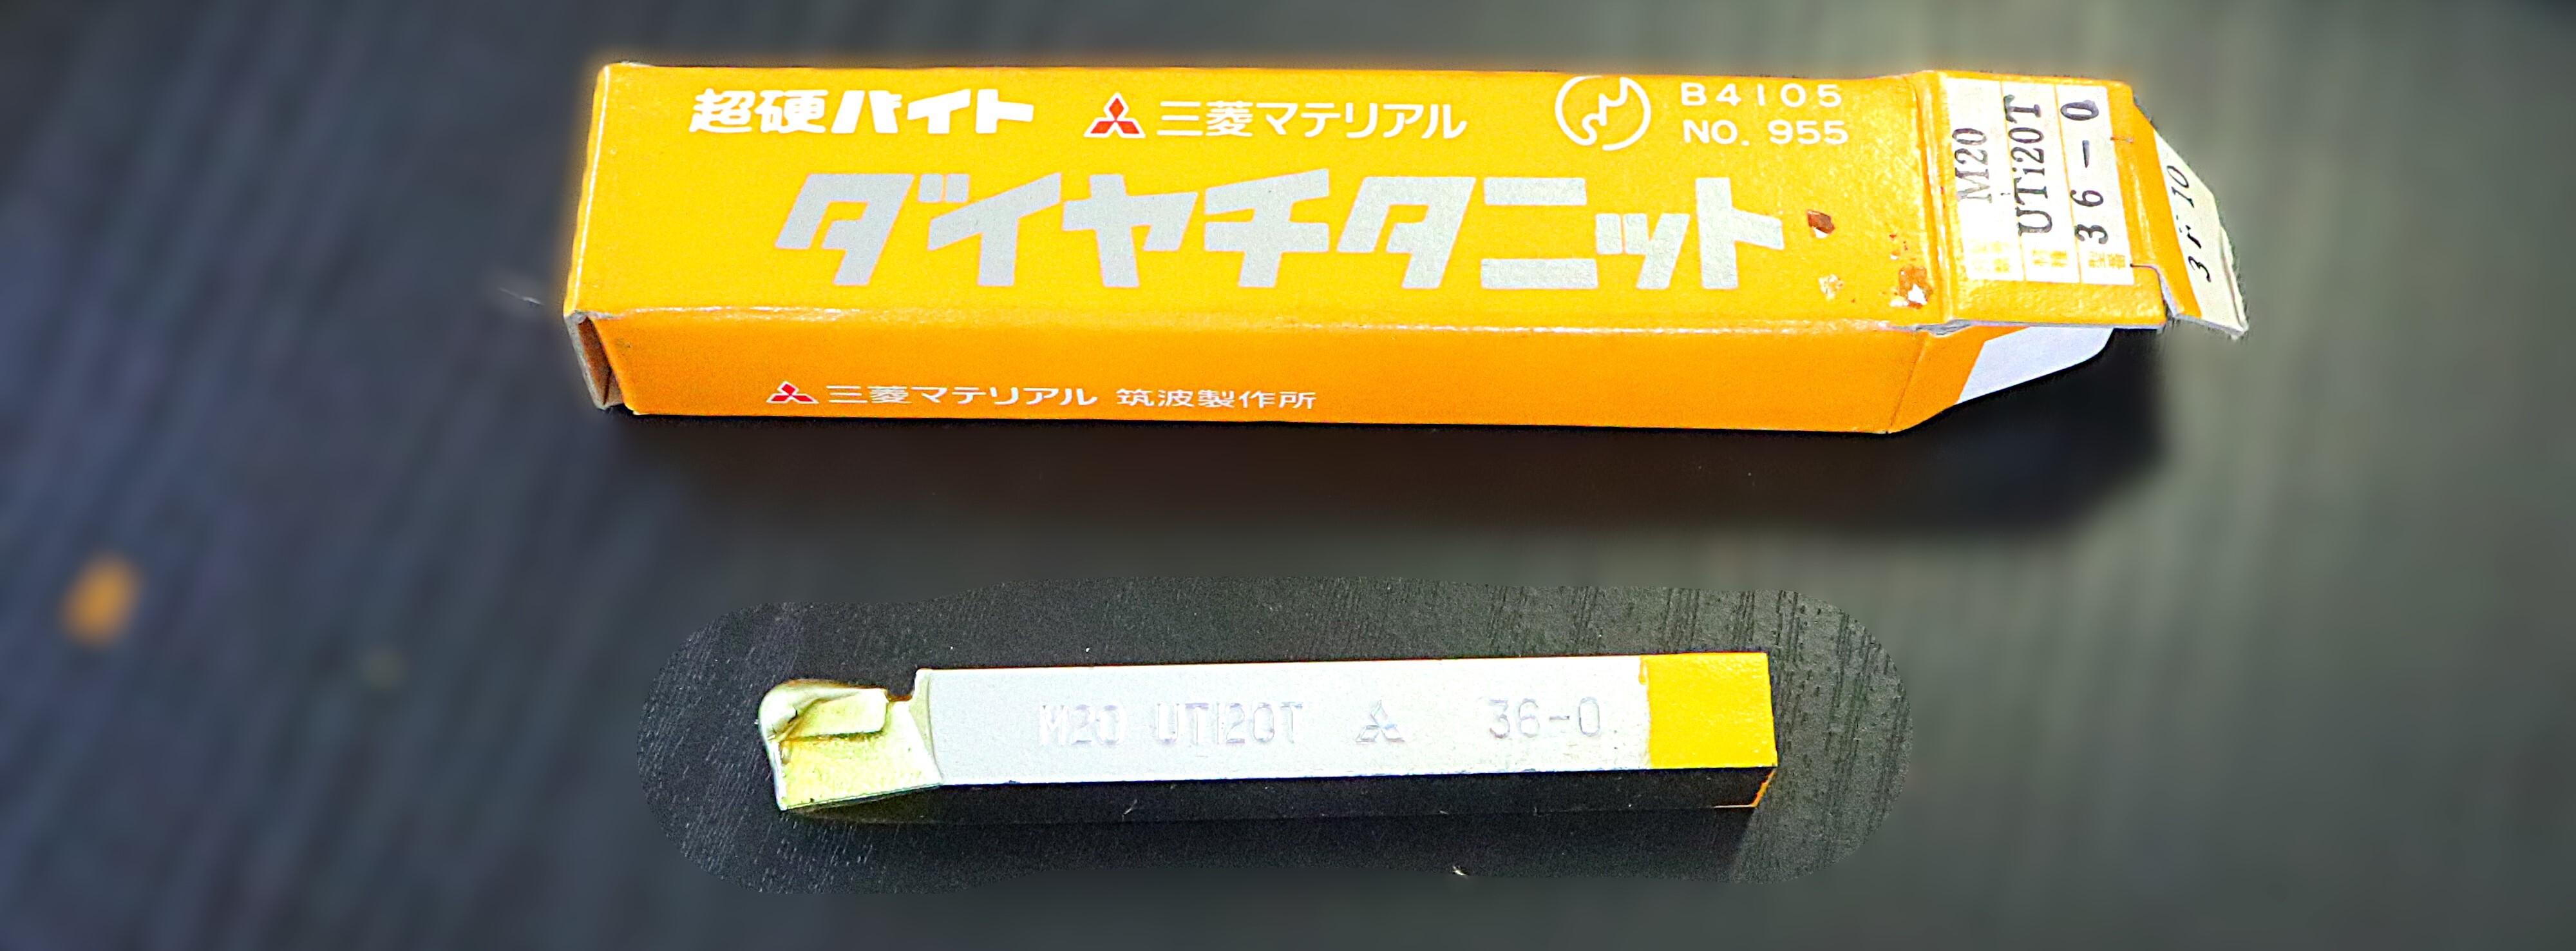 超硬バイト 三菱マテリアル B4105
NO. 955
ダイヤチタニット
三菱マテリアル 筑波製作所
M20
UTi20T
36-0
M20 UTI20T 36-0